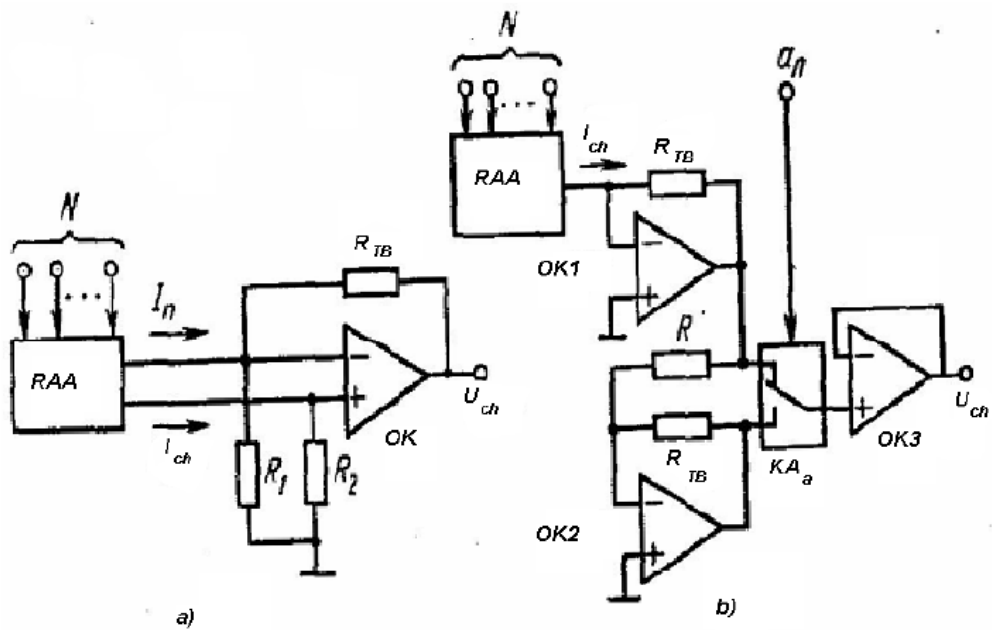 N
RAA
I_n
I_ch
R_TB
OK
U_ch
R_1
R_2
a)
N
RAA
I_ch
R_TB
OK1
R
R_TB
OK2
a_n
KA_a
OK3
U_ch
b)